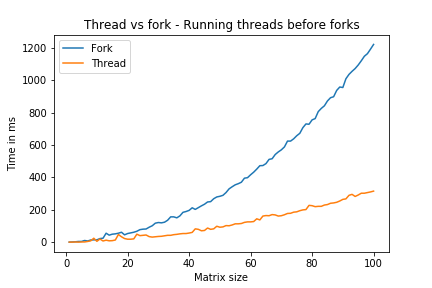 Thread vs fork - Running threads before forks
Fork
Thread
Time in ms
1200
1000
800
600
400
200
0
0
20
40
60
80
100
Matrix size